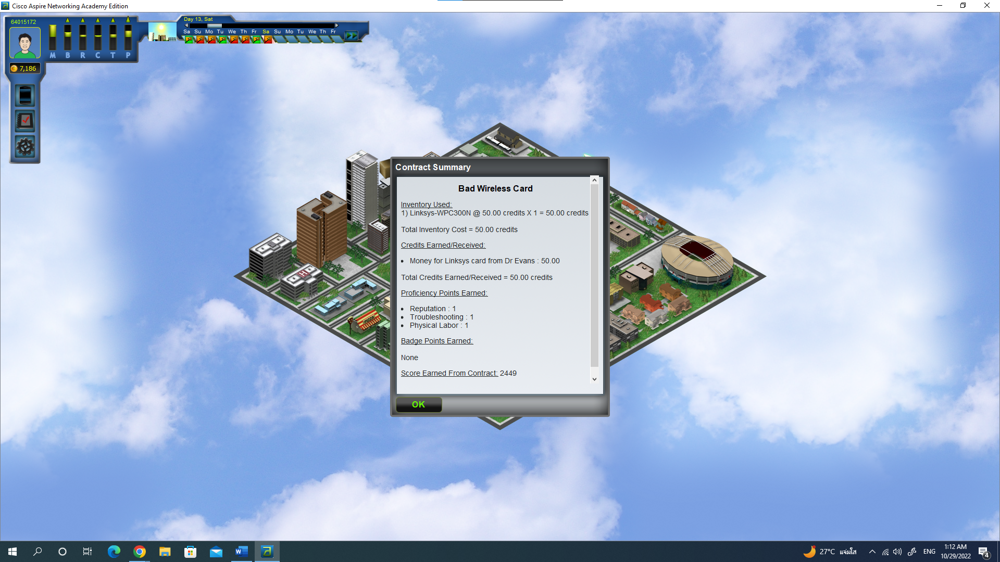 Cisco Aspire Networking Academy Edition
64015172
M B R C T P
7,186
Day 13, Sat
Sa Su Mo Tu We Th Fr Sa Su Mo Tu We Th Fr
Contract Summary
Bad Wireless Card
Inventory Used:
1) Linksys-WPC300N @ 50.00 credits X 1 = 50.00 credits
Total Inventory Cost = 50.00 credits
Credits Earned/Received:
• Money for Linksys card from Dr Evans : 50.00
Total Credits Earned/Received = 50.00 credits
Proficiency Points Earned:
• Reputation : 1
• Troubleshooting : 1
• Physical Labor : 1
Badge Points Earned:
None
Score Earned From Contract: 2449
OK
H
27°C แจ่มใส
ENG
1:12 AM
10/29/2022
4